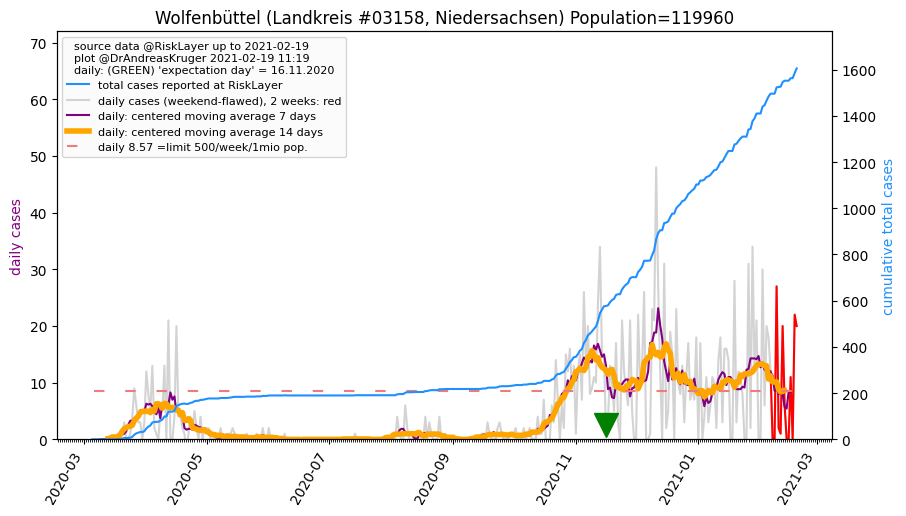 Wolfenbüttel (Landkreis #03158, Niedersachsen) Population=119960
source data @RiskLayer up to 2021-02-19
plot @DrAndreasKruger 2021-02-19 11:19
daily: (GREEN) 'expectation day' = 16.11.2020
total cases reported at RiskLayer
daily cases (weekend-flawed), 2 weeks: red
daily: centered moving average 7 days
daily: centered moving average 14 days
daily 8.57 =limit 500/week/1mio pop.
daily cases
70
60
50
40
30
20
10
0
cumulative total cases
1600
1400
1200
1000
800
600
400
200
0
2020-03
2020-05
2020-07
2020-09
2020-11
2021-01
2021-03